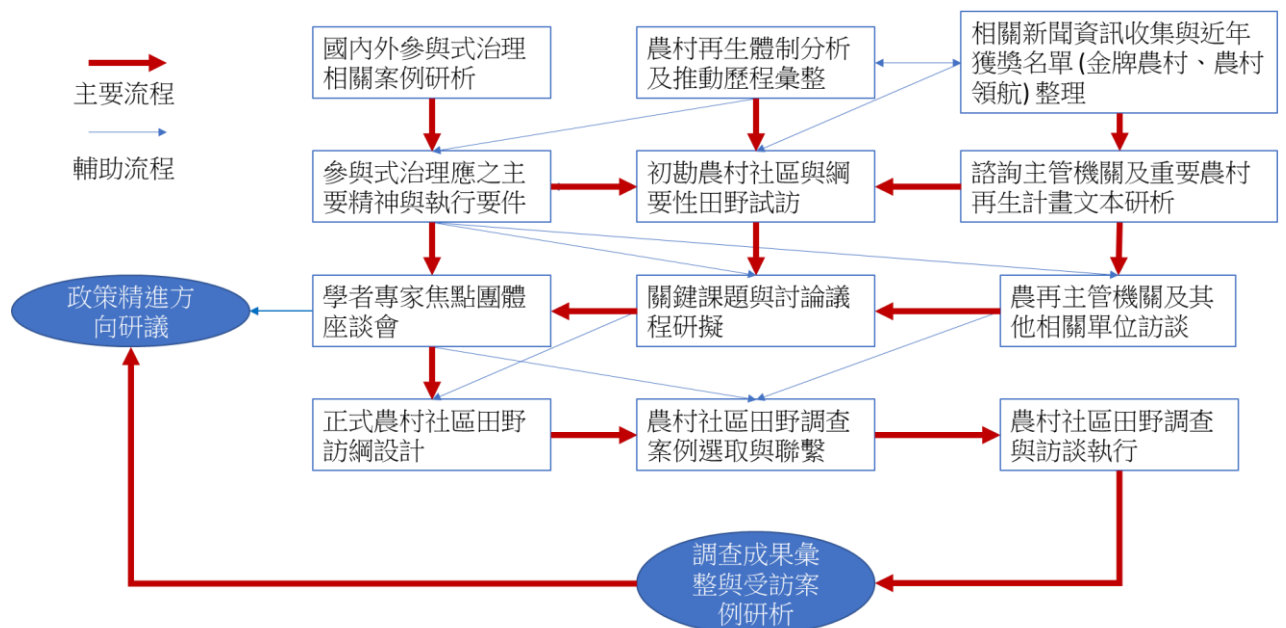 主要流程
輔助流程
國內外參與式治理
相關案例研析
農村再生體制分析
及推動歷程彙整
相關新聞資訊收集與近年
獲獎名單 (金牌農村、農村
領航) 整理
參與式治理應之主
要精神與執行要件
初勘農村社區與綱
要性田野試訪
諮詢主管機關及重要農村
再生計畫文本研析
政策精進方
向研議
學者專家焦點團體
座談會
關鍵課題與討論議
程研擬
農再主管機關及其
他相關單位訪談
正式農村社區田野
訪綱設計
農村社區田野調查
案例選取與聯繫
農村社區田野調查
與訪談執行
調查成果彙
整與受訪案
例研析